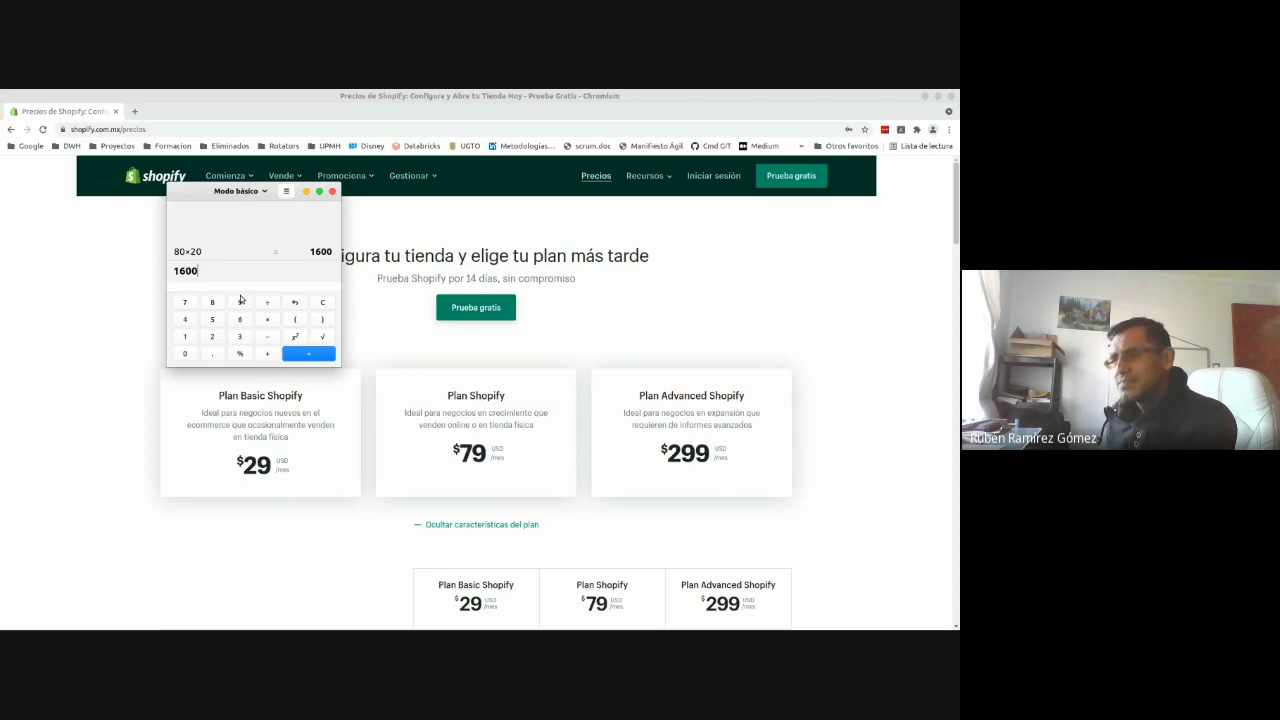 Precios de Shopify: Configura y Abre tu Tienda Hoy - Prueba Gratis - Chromium
Precios de Shopify: Confi
shopify.com.mx/precios
Google DWH Proyectos Formacion Eliminados Rotators UPMH Disney Databricks UGTO Metodologías... scrum.doc Manifiesto Ágil Cmd GIT Medium » Otros favoritos Lista de lectura
shopify Comienza Vende Promociona Gestionar Precios Recursos Iniciar sesión Prueba gratis
Modo básico
80×20 = 1600
1600
7 8 9 ÷ C
4 5 6 × ( )
1 2 3 − x² √
0 . % + =
igura tu tienda y elige tu plan más tarde
Prueba Shopify por 14 días, sin compromiso
Prueba gratis
Plan Basic Shopify
Ideal para negocios nuevos en el
ecommerce que ocasionalmente venden
en tienda física
$29 USD
/mes
Plan Shopify
Ideal para negocios en crecimiento que
venden online o en tienda física
$79 USD
/mes
Plan Advanced Shopify
Ideal para negocios en expansión que
requieren de informes avanzados
$299 USD
/mes
— Ocultar características del plan
Plan Basic Shopify
$29 USD
/mes
Plan Shopify
$79 USD
/mes
Plan Advanced Shopify
$299 USD
/mes
Rubén Ramírez Gómez